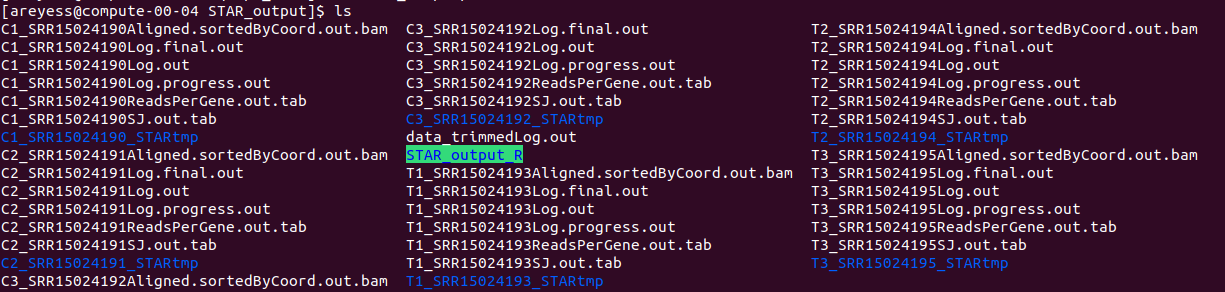 [areyess@compute-00-04 STAR_output]$ ls
C1_SRR15024190Aligned.sortedByCoord.out.bam C3_SRR15024192Log.final.out T2_SRR15024194Aligned.sortedByCoord.out.bam
C1_SRR15024190Log.final.out C3_SRR15024192Log.out T2_SRR15024194Log.final.out
C1_SRR15024190Log.out C3_SRR15024192Log.progress.out T2_SRR15024194Log.out
C1_SRR15024190Log.progress.out C3_SRR15024192ReadsPerGene.out.tab T2_SRR15024194Log.progress.out
C1_SRR15024190ReadsPerGene.out.tab C3_SRR15024192SJ.out.tab T2_SRR15024194ReadsPerGene.out.tab
C1_SRR15024190SJ.out.tab C3_SRR15024192_STARtmp T2_SRR15024194SJ.out.tab
C1_SRR15024190_STARtmp data_trimmedLog.out T2_SRR15024194_STARtmp
C2_SRR15024191Aligned.sortedByCoord.out.bam STAR_output_R T3_SRR15024195Aligned.sortedByCoord.out.bam
C2_SRR15024191Log.final.out T1_SRR15024193Aligned.sortedByCoord.out.bam T3_SRR15024195Log.final.out
C2_SRR15024191Log.out T1_SRR15024193Log.final.out T3_SRR15024195Log.out
C2_SRR15024191Log.progress.out T1_SRR15024193Log.out T3_SRR15024195Log.progress.out
C2_SRR15024191ReadsPerGene.out.tab T1_SRR15024193Log.progress.out T3_SRR15024195ReadsPerGene.out.tab
C2_SRR15024191SJ.out.tab T1_SRR15024193ReadsPerGene.out.tab T3_SRR15024195SJ.out.tab
C2_SRR15024191_STARtmp T1_SRR15024193SJ.out.tab T3_SRR15024195_STARtmp
C3_SRR15024192Aligned.sortedByCoord.out.bam T1_SRR15024193_STARtmp